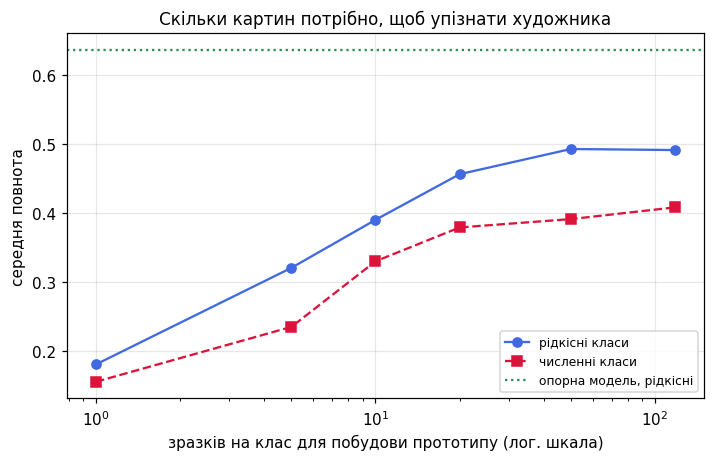 Скільки картин потрібно, щоб упізнати художника
середня повнота
0.6
0.5
0.4
0.3
0.2
10⁰
10¹
10²
зразків на клас для побудови прототипу (лог. шкала)
рідкісні класи
численні класи
опорна модель, рідкісні